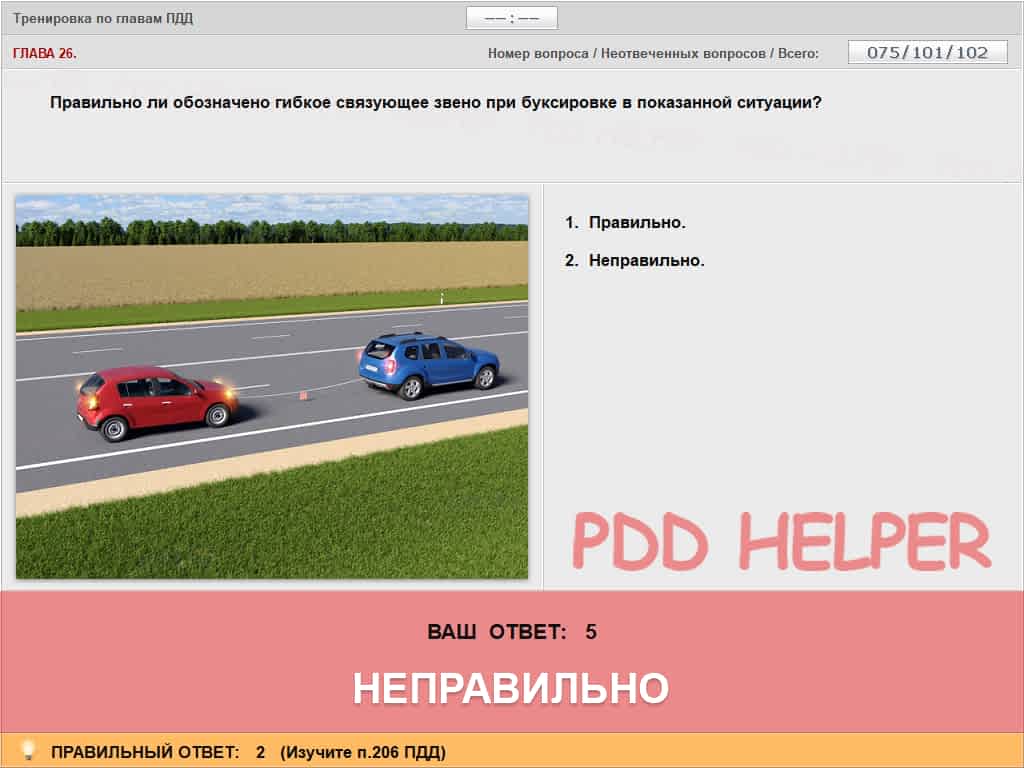 Тренировка по главам ПДД
–– : ––
ГЛАВА 26.
Номер вопроса / Неотвеченных вопросов / Всего:
075/101/102
Правильно ли обозначено гибкое связующее звено при буксировке в показанной ситуации?
1. Правильно.
2. Неправильно.
PDD HELPER
ВАШ ОТВЕТ: 5
НЕПРАВИЛЬНО
ПРАВИЛЬНЫЙ ОТВЕТ: 2 (Изучите п.206 ПДД)